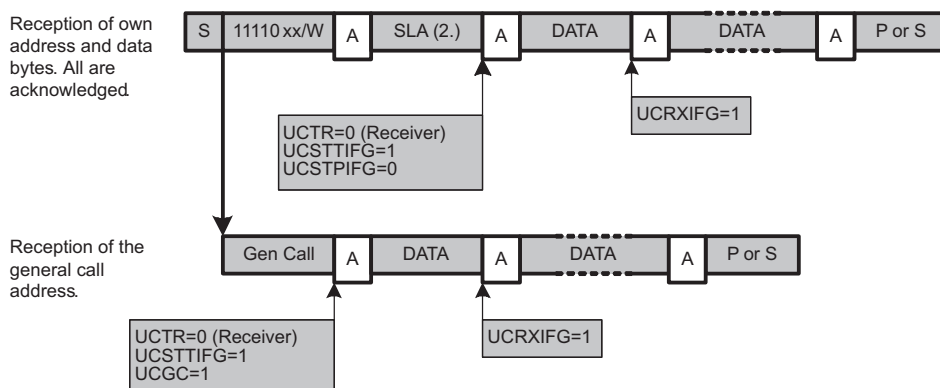 Reception of own
address and data
bytes. All are
acknowledged.
S 11110 xx/W A SLA (2.) A DATA A DATA A P or S
UCRXIFG=1
UCTR=0 (Receiver)
UCSTTIFG=1
UCSTPIFG=0
Reception of the
general call
address.
Gen Call A DATA A DATA A P or S
UCTR=0 (Receiver)
UCSTTIFG=1
UCGC=1
UCRXIFG=1